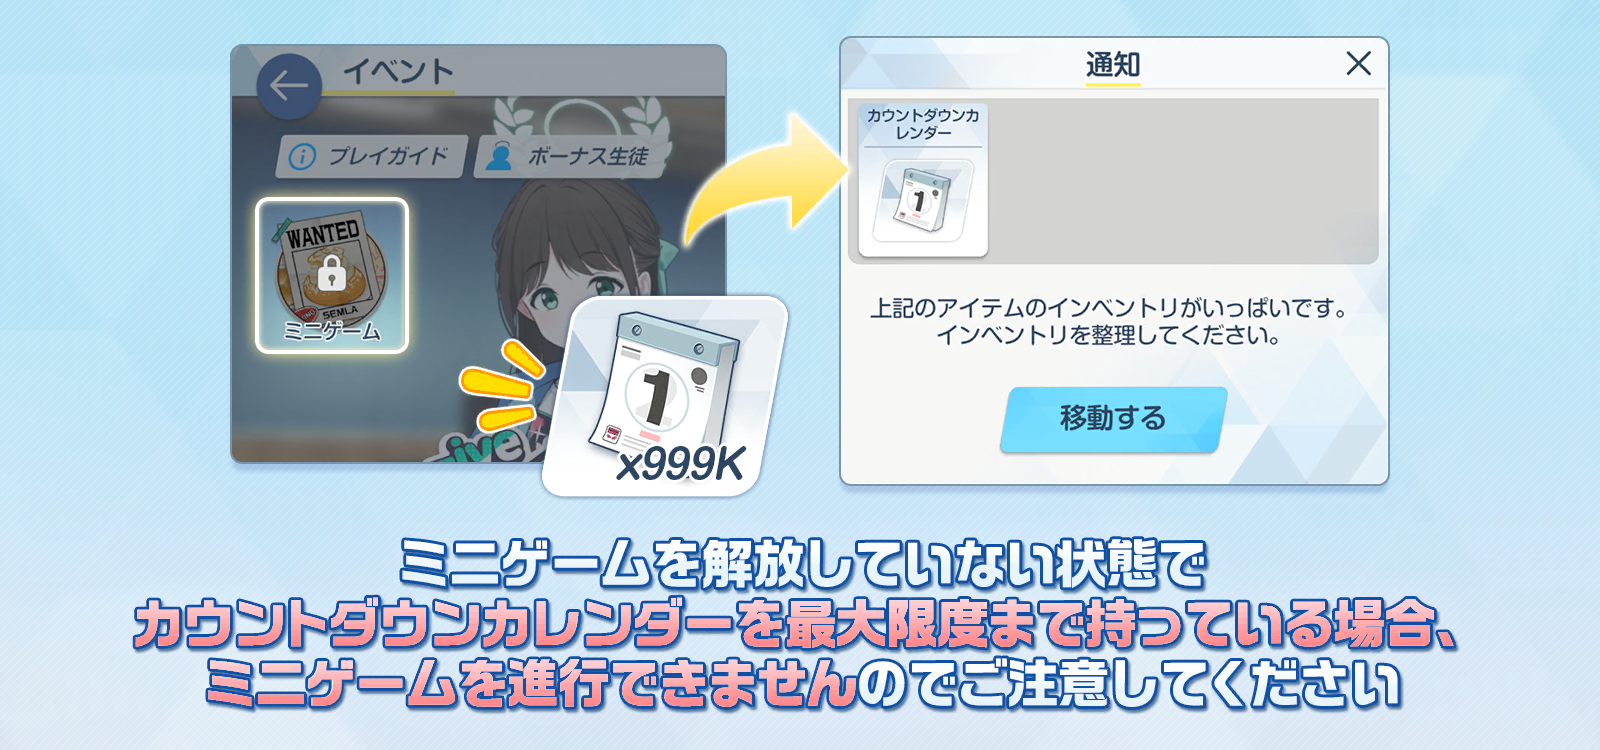 イベント
プレイガイド
ボーナス生徒
WANTED
SEMLA
ミニゲーム
1
x999K
通知
カウントダウンカ
レンダー
1
上記のアイテムのインベントリがいっぱいです。
インベントリを整理してください。
移動する
ミニゲームを解放していない状態で
カウントダウンカレンダーを最大限度まで持っている場合、
ミニゲームを進行できませんのでご注意してください